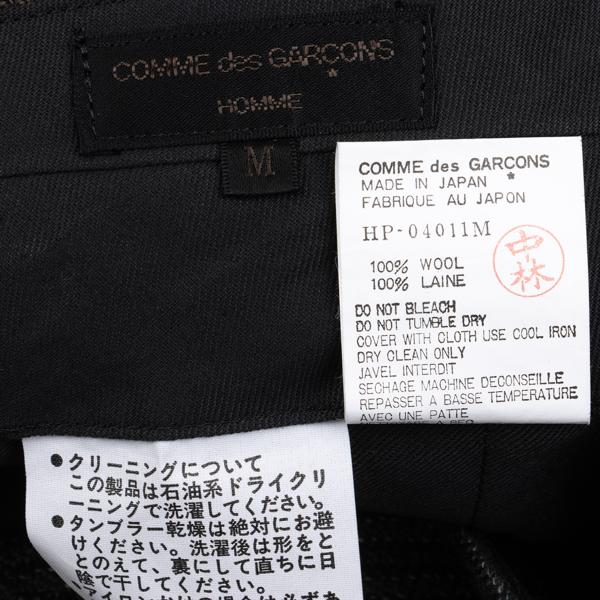 COMME des GARÇONS
HOMME
M
COMME des GARCONS
*
MADE IN JAPAN
FABRIQUE AU JAPON
HP-04011M
中林
100% WOOL
100% LAINE
DO NOT BLEACH
DO NOT TUMBLE DRY
COVER WITH CLOTH USE COOL IRON
DRY CLEAN ONLY
JAVEL INTERDIT
SECHAGE MACHINE DECONSEILLE
REPASSER A BASSE TEMPERATURE
AVEC UNE PATTE
●クリーニングについて
この製品は石油系ドライクリ
ーニングで洗濯してください。
●タンブラー乾燥は絶対にお避
けください。洗濯後は形をと
とのえて、裏にして直ちに日
陰で干してください。